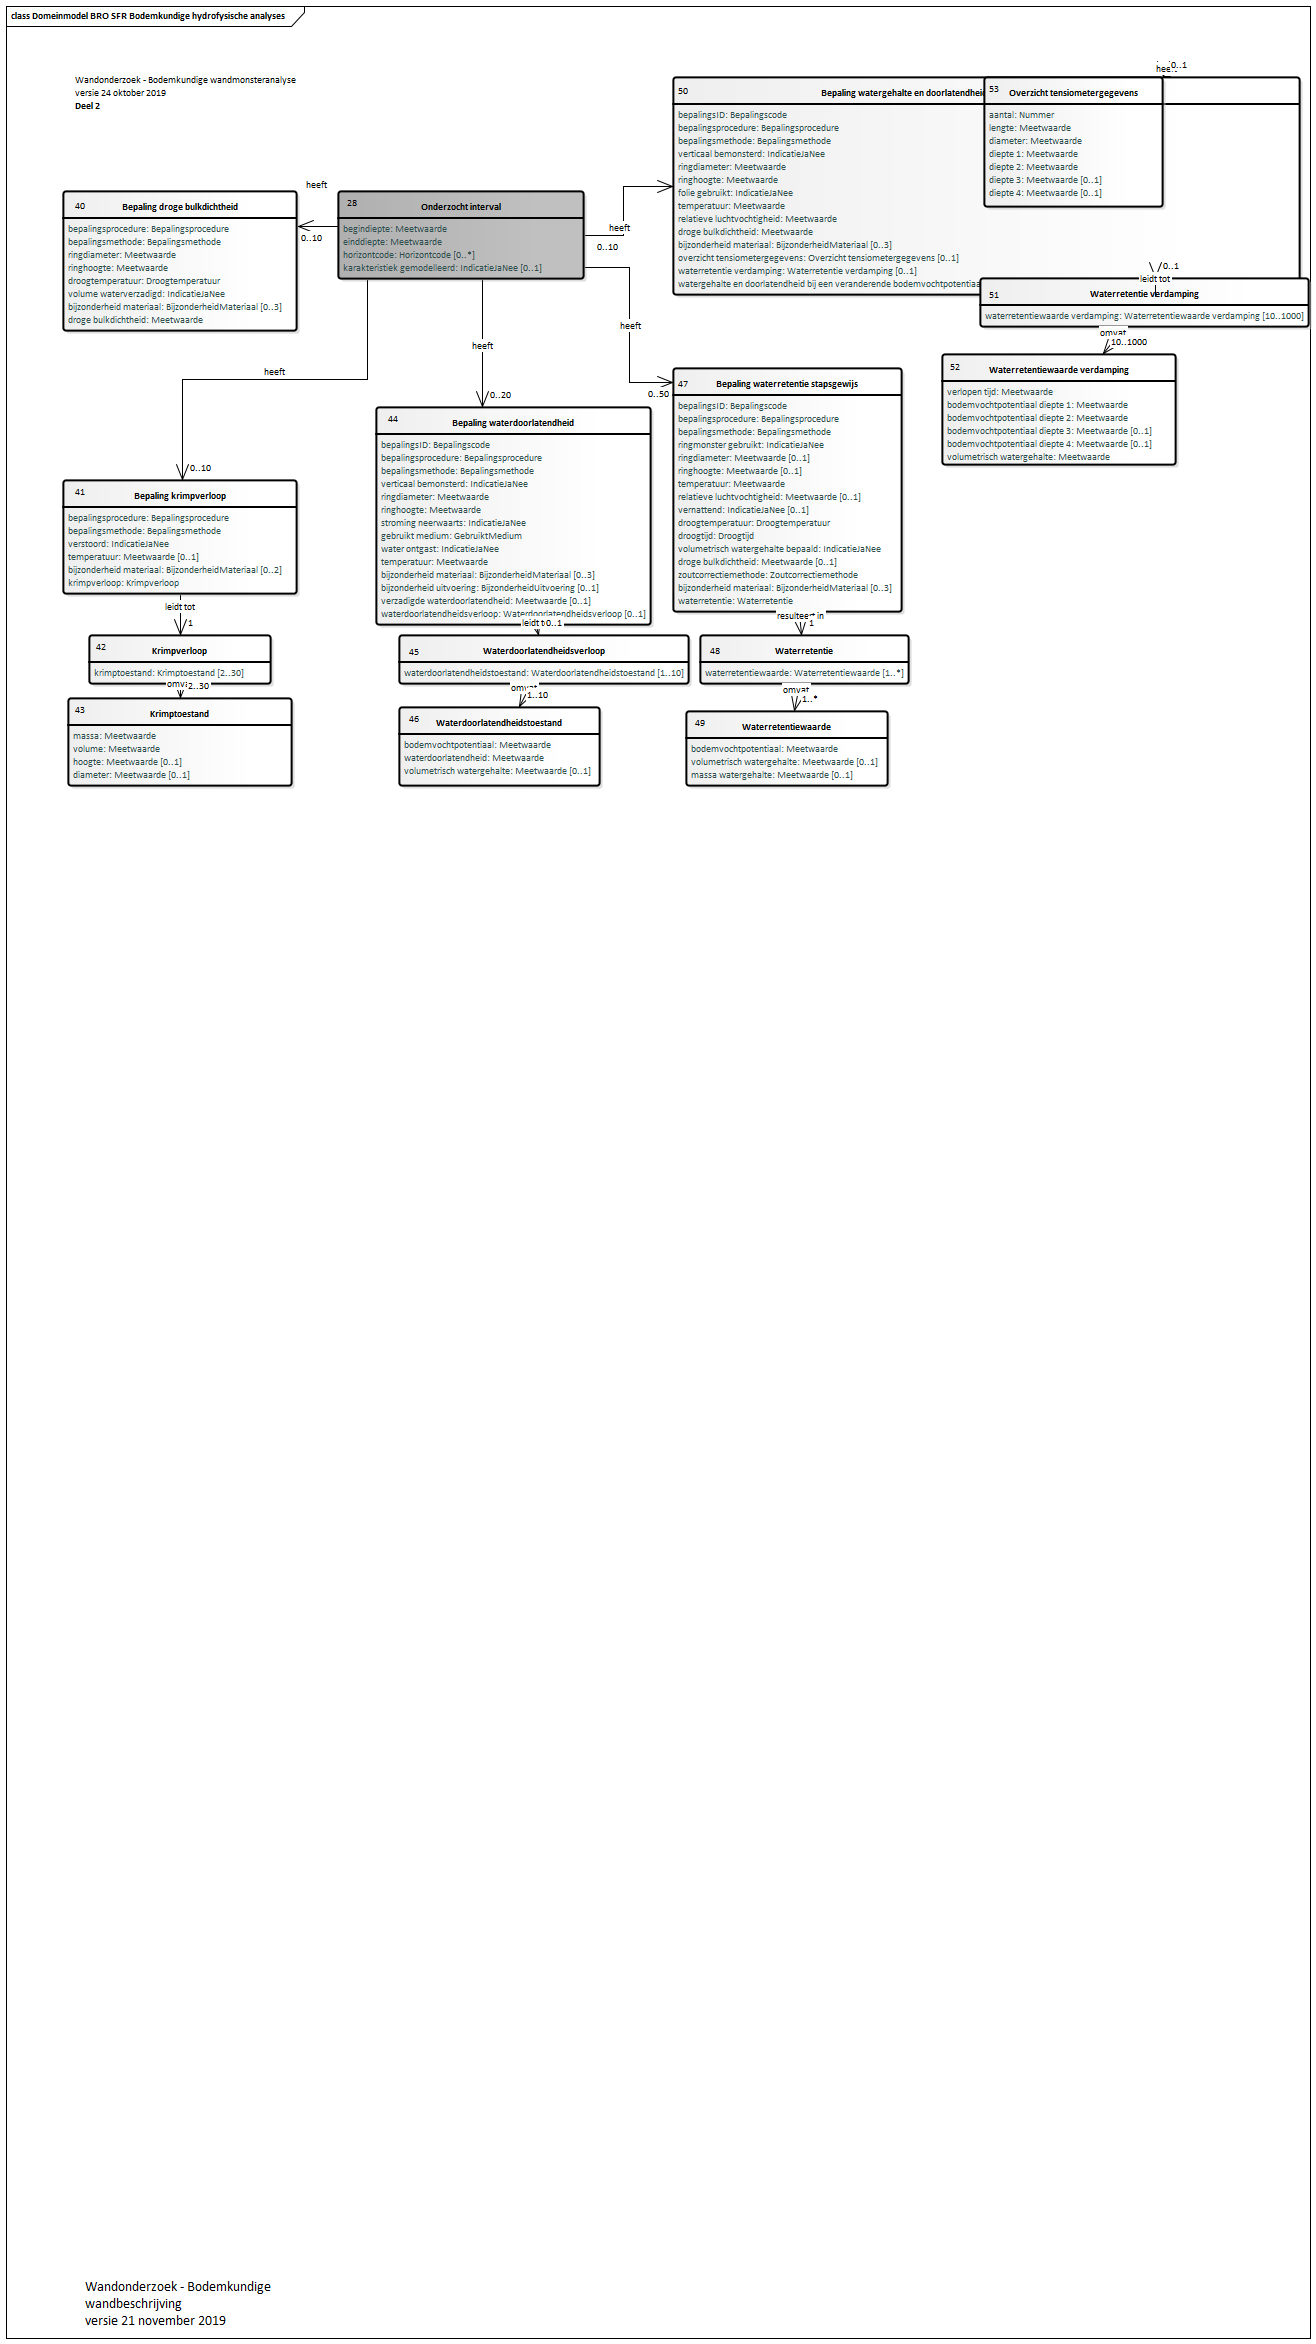 class Domeinmodel BRO SFR Bodemkundige hydrofysische analyses
Wandonderzoek - Bodemkundige wandmonsteranalyse
versie 24 oktober 2019
Deel 2
40
Bepaling droge bulkdichtheid
bepalingsprocedure: Bepalingsprocedure
bepalingsmethode: Bepalingsmethode
ringdiameter: Meetwaarde
ringhoogte: Meetwaarde
droogtemperatuur: Droogtemperatuur
volume waterverzadigd: IndicatieJaNee
bijzonderheid materiaal: BijzonderheidMateriaal [0..3]
droge bulkdichtheid: Meetwaarde
heeft
0..10
28
Onderzocht interval
begindiepte: Meetwaarde
einddiepte: Meetwaarde
horizontcode: Horizontcode [0..*]
karakteristiek gemodelleerd: IndicatieJaNee [0..1]
heeft
0..10
heeft
0..50
heeft
0..20
heeft
0..10
50
Bepaling watergehalte en doorlatendhei
bepalingsID: Bepalingscode
bepalingsprocedure: Bepalingsprocedure
bepalingsmethode: Bepalingsmethode
verticaal bemonsterd: IndicatieJaNee
ringdiameter: Meetwaarde
ringhoogte: Meetwaarde
folie gebruikt: IndicatieJaNee
temperatuur: Meetwaarde
relatieve luchtvochtigheid: Meetwaarde
droge bulkdichtheid: Meetwaarde
bijzonderheid materiaal: BijzonderheidMateriaal [0..3]
overzicht tensiometergegevens: Overzicht tensiometergegevens [0..1]
waterretentie verdamping: Waterretentie verdamping [0..1]
watergehalte en doorlatendheid bij een veranderende bodemvochtpotentiaa
0..1
53
Overzicht tensiometergegevens
aantal: Nummer
lengte: Meetwaarde
diameter: Meetwaarde
diepte 1: Meetwaarde
diepte 2: Meetwaarde
diepte 3: Meetwaarde [0..1]
diepte 4: Meetwaarde [0..1]
0..1
leidt tot
51
Waterretentie verdamping
waterretentiewaarde verdamping: Waterretentiewaarde verdamping [10..1000]
omvat
10..1000
52
Waterretentiewaarde verdamping
verlopen tijd: Meetwaarde
bodemvochtpotentiaal diepte 1: Meetwaarde
bodemvochtpotentiaal diepte 2: Meetwaarde
bodemvochtpotentiaal diepte 3: Meetwaarde [0..1]
bodemvochtpotentiaal diepte 4: Meetwaarde [0..1]
volumetrisch watergehalte: Meetwaarde
47
Bepaling waterretentie stapsgewijs
bepalingsID: Bepalingscode
bepalingsprocedure: Bepalingsprocedure
bepalingsmethode: Bepalingsmethode
ringmonster gebruikt: IndicatieJaNee
ringdiameter: Meetwaarde [0..1]
ringhoogte: Meetwaarde [0..1]
temperatuur: Meetwaarde
relatieve luchtvochtigheid: Meetwaarde [0..1]
vernattend: IndicatieJaNee [0..1]
droogtemperatuur: Droogtemperatuur
droogtijd: Droogtijd
volumetrisch watergehalte bepaald: IndicatieJaNee
droge bulkdichtheid: Meetwaarde [0..1]
zoutcorrectiemethode: Zoutcorrectiemethode
bijzonderheid materiaal: BijzonderheidMateriaal [0..3]
waterretentie: Waterretentie
resulteert in
1
48
Waterretentie
waterretentiewaarde: Waterretentiewaarde [1..*]
omvat
1..*
49
Waterretentiewaarde
bodemvochtpotentiaal: Meetwaarde
volumetrisch watergehalte: Meetwaarde [0..1]
massa watergehalte: Meetwaarde [0..1]
44
Bepaling waterdoorlatendheid
bepalingsID: Bepalingscode
bepalingsprocedure: Bepalingsprocedure
bepalingsmethode: Bepalingsmethode
verticaal bemonsterd: IndicatieJaNee
ringdiameter: Meetwaarde
ringhoogte: Meetwaarde
stroming neerwaarts: IndicatieJaNee
gebruikt medium: GebruiktMedium
water ontgast: IndicatieJaNee
temperatuur: Meetwaarde
bijzonderheid materiaal: BijzonderheidMateriaal [0..3]
bijzonderheid uitvoering: BijzonderheidUitvoering [0..1]
verzadigde waterdoorlatendheid: Meetwaarde [0..1]
waterdoorlatendheidsverloop: Waterdoorlatendheidsverloop [0..1]
leidt t 0..1
45
Waterdoorlatendheidsverloop
waterdoorlatendheidstoestand: Waterdoorlatendheidstoestand [1..10]
omvat
1..10
46
Waterdoorlatendheidstoestand
bodemvochtpotentiaal: Meetwaarde
waterdoorlatendheid: Meetwaarde
volumetrisch watergehalte: Meetwaarde [0..1]
41
Bepaling krimpverloop
bepalingsprocedure: Bepalingsprocedure
bepalingsmethode: Bepalingsmethode
verstoord: IndicatieJaNee
temperatuur: Meetwaarde [0..1]
bijzonderheid materiaal: BijzonderheidMateriaal [0..2]
krimpverloop: Krimpverloop
leidt tot
1
42
Krimpverloop
krimptoestand: Krimptoestand [2..30]
2..30
43
Krimptoestand
massa: Meetwaarde
volume: Meetwaarde
hoogte: Meetwaarde [0..1]
diameter: Meetwaarde [0..1]
Wandonderzoek - Bodemkundige
wandbeschrijving
versie 21 november 2019